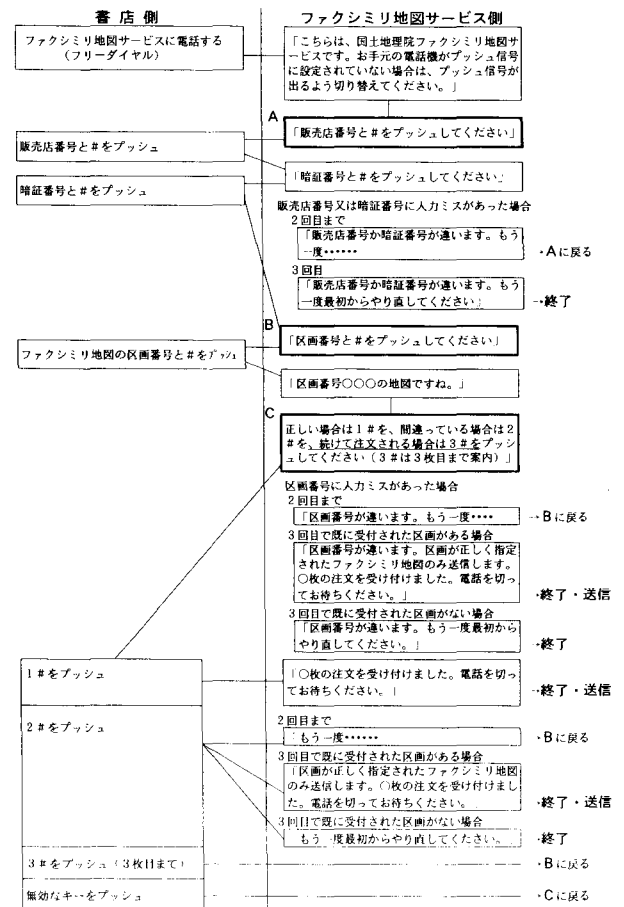 書店側
ファクシミリ地図サービス側
ファクシミリ地図サービスに電話する
(フリーダイヤル)
「こちらは、国土地理院ファクシミリ地図サ
ービスです。お手元の電話機がプッシュ信号
に設定されていない場合は、プッシュ信号が
出るよう切り替えてください。」
A
「販売店番号と#をプッシュしてください」
販売店番号と#をプッシュ
「暗証番号と#をプッシュしてください」
暗証番号と#をプッシュ
販売店番号又は暗証番号に入力ミスがあった場合
2回目まで
「販売店番号か暗証番号が違います。もう
一度••••••
・Aに戻る
3回目
「販売店番号か暗証番号が違います。もう
一度最初からやり直してください」
→終了
B
「区画番号と#をプッシュしてください」
ファクシミリ地図の区画番号と#をプッシュ
「区画番号○○○の地図ですね。」
C
正しい場合は1#を、間違っている場合は2
#を、続けて注文される場合は3#をプッシ
ュしてください(3#は3枚目まで案内)」
区画番号に入力ミスがあった場合
2回目まで
「区画番号が違います。もう一度••••
→Bに戻る
3回目で既に受付された区画がある場合
「区画番号が違います。区画が正しく指定
されたファクシミリ地図のみ送信します。
○枚の注文を受け付けました。電話を切っ
てお待ちください。」
・終了・送信
3回目で既に受付された区画がない場合
「区画番号が違います。もう一度最初から
やり直してください。」
→終了
1#をプッシュ
「○枚の注文を受け付けました。電話を切っ
てお待ちください。」
→終了・送信
2#をプッシュ
2回目まで
「もう一度••••••
・Bに戻る
3回目で既に受付された区画がある場合
「区画が正しく指定されたファクシミリ地図
のみ送信します。○枚の注文を受け付けまし
た。電話を切ってお待ちください。
・終了・送信
3回目で既に受付された区画がない場合
もう一度最初からやり直してください。
→終了
3#をプッシュ(3枚目まで)
・Bに戻る
無効なキーをプッシュ
・Cに戻る